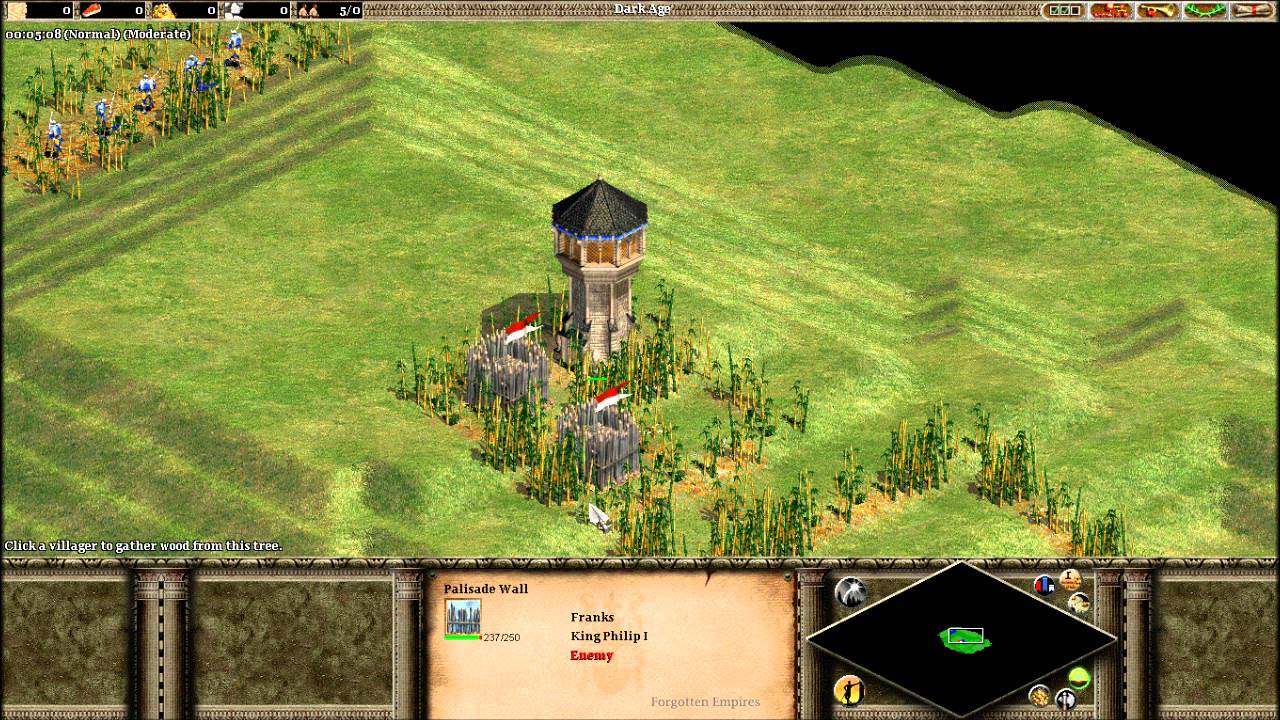 0 0 0 0 5/0 Dark Age
00:05:08 (Normal) (Moderate)
Click a villager to gather wood from this tree.
Palisade Wall
Franks
237/250
King Philip I
Enemy
Forgotten Empires